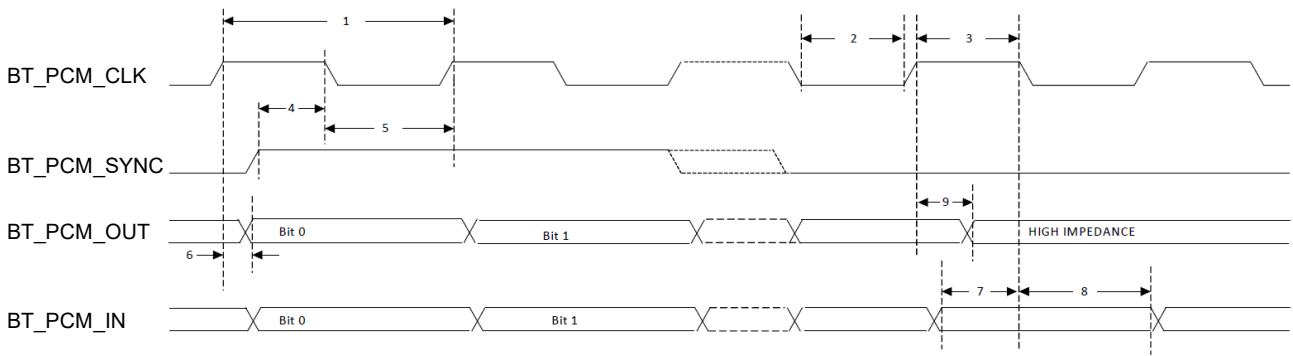 1
2
3
BT_PCM_CLK
4
5
BT_PCM_SYNC
9
BT_PCM_OUT
Bit 0
Bit 1
HIGH IMPEDANCE
6
7
8
BT_PCM_IN
Bit 0
Bit 1